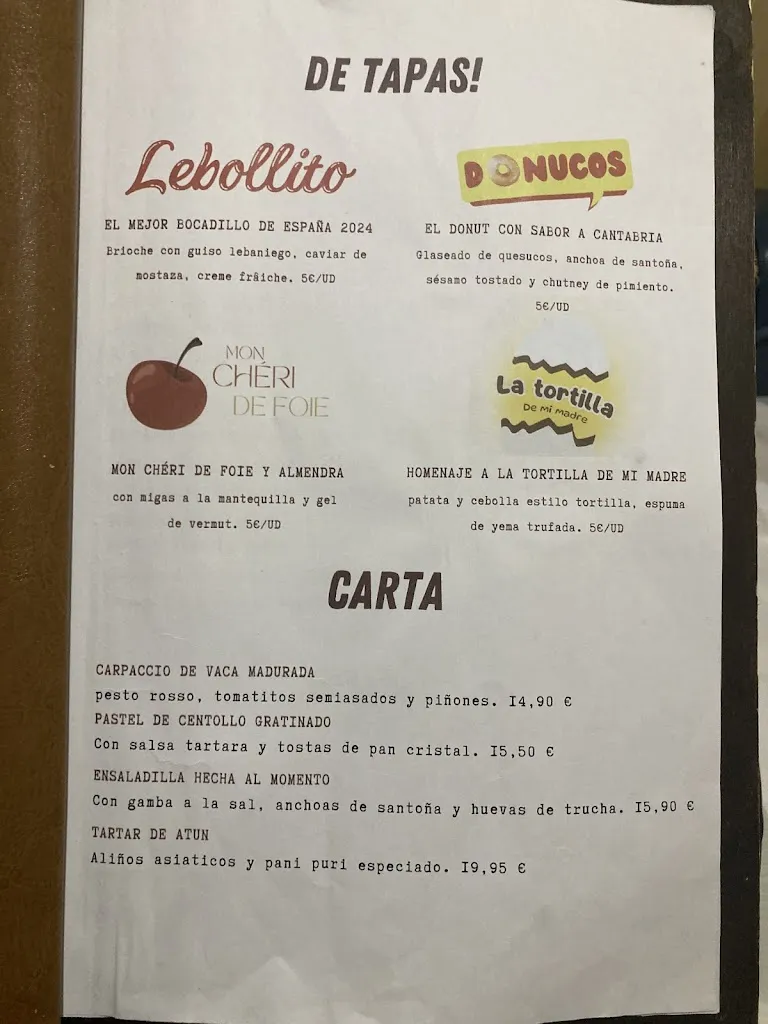 DE TAPAS!
Lebollito
EL MEJOR BOCADILLO DE ESPAÑA 2024
Brioche con guiso lebaniego, caviar de
mostaza, creme frâiche. 5€/UD
DONUCOS
EL DONUT CON SABOR A CANTABRIA
Glaseado de quesucos, anchoa de santoña,
sésamo tostado y chutney de pimiento.
5€/UD
MON
CHÉRI
DE FOIE
MON CHÉRI DE FOIE Y ALMENDRA
con migas a la mantequilla y gel
de vermut. 5€/UD
La tortilla
De mi madre
HOMENAJE A LA TORTILLA DE MI MADRE
patata y cebolla estilo tortilla, espuma
de yema trufada. 5€/UD
CARTA
CARPACCIO DE VACA MADURADA
pesto rosso, tomatitos semiasados y piñones. 14,90 €
PASTEL DE CENTOLLO GRATINADO
Con salsa tartara y tostas de pan cristal. 15,50 €
ENSALADILLA HECHA AL MOMENTO
Con gamba a la sal, anchoas de santoña y huevas de trucha. 15,90 €
TARTAR DE ATUN
Aliños asiaticos y pani puri especiado. 19,95 €